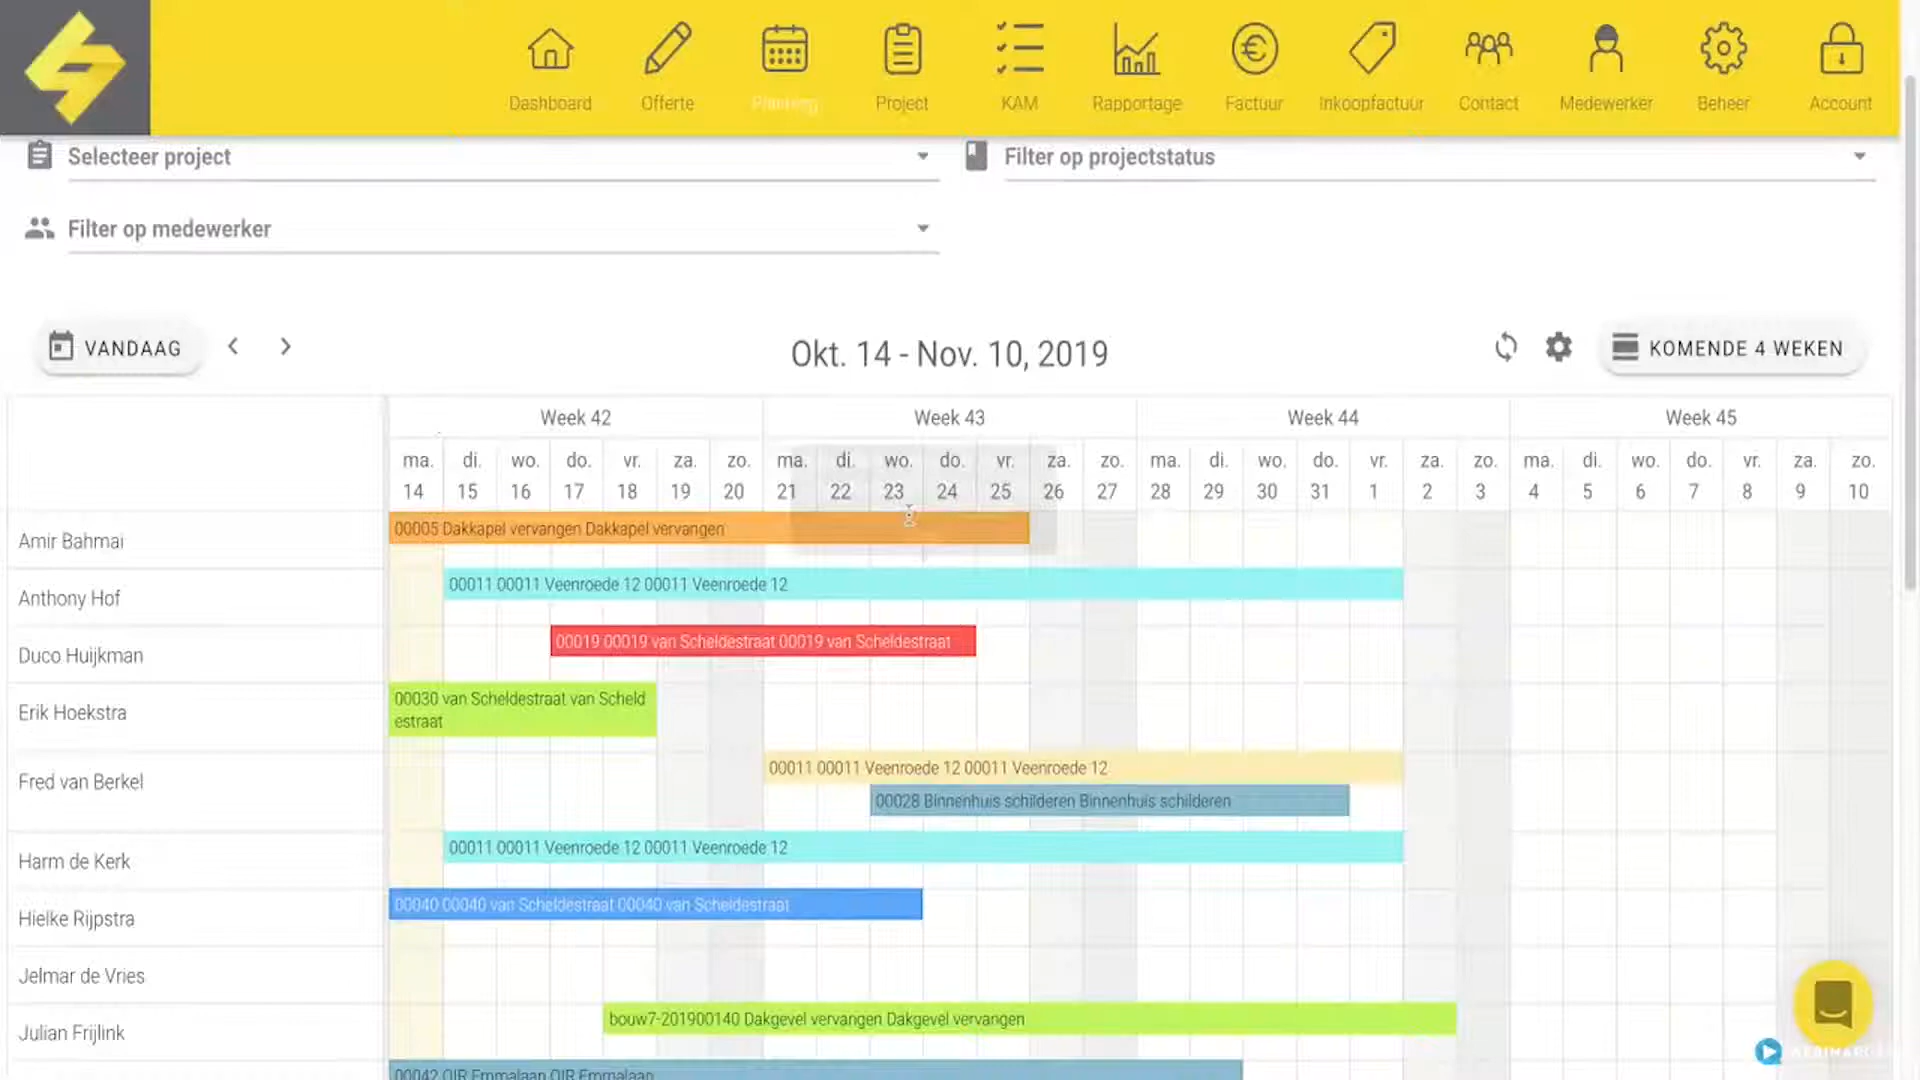 Dashboard
Offerte
Planning
Project
KAM
Rapportage
Factuur
Inkoopfactuur
Contact
Medewerker
Beheer
Account
Selecteer project
Filter op projectstatus
Filter op medewerker
VANDAAG
Okt. 14 - Nov. 10, 2019
KOMENDE 4 WEKEN
Week 42
Week 43
Week 44
Week 45
ma. di. wo. do. vr. za. zo. ma. di. wo. do. vr. za. zo. ma. di. wo. do. vr. za. zo. ma. di. wo. do. vr. za. zo.
14 15 16 17 18 19 20 21 22 23 24 25 26 27 28 29 30 31 1 2 3 4 5 6 7 8 9 10
Amir Bahmai
00005 Dakkapel vervangen Dakkapel vervangen
Anthony Hof
00011 00011 Veenroede 12 00011 Veenroede 12
Duco Huijkman
00019 00019 van Scheldestraat 00019 van Scheldestraat
Erik Hoekstra
00030 van Scheldestraat van Scheld
estraat
Fred van Berkel
00011 00011 Veenroede 12 00011 Veenroede 12
00028 Binnenhuis schilderen Binnenhuis schilderen
Harm de Kerk
00011 00011 Veenroede 12 00011 Veenroede 12
Hielke Rijpstra
00040 00040 van Scheldestraat 00040 van Scheldestraat
Jelmar de Vries
Julian Frijlink
bouw7-201900140 Dakgevel vervangen Dakgevel vervangen
00042 OIR Emmalaan OIR Emmalaan